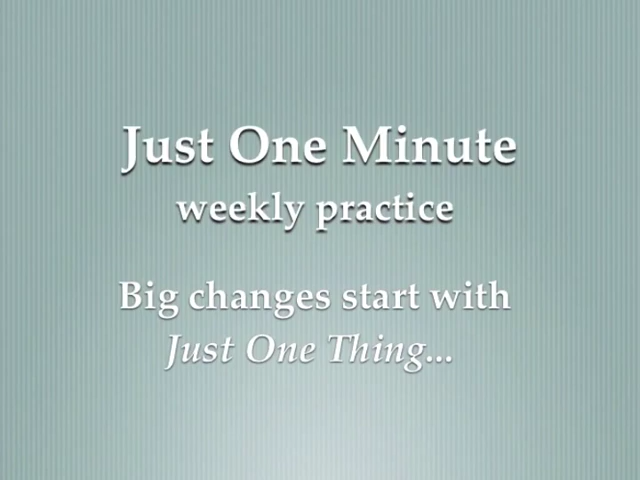 Just One Minute
weekly practice
Big changes start with
Just One Thing...